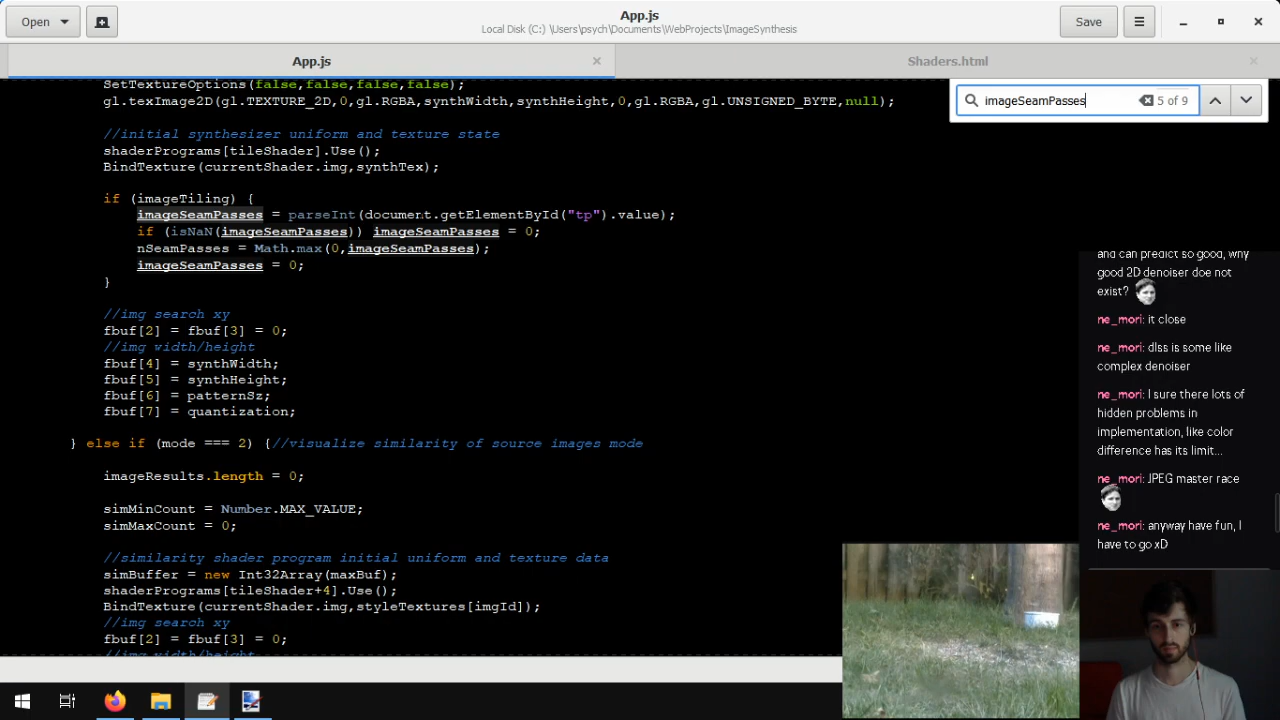 Open
App.js
Local Disk (C:) \Users\psych\Documents\WebProjects\ImageSynthesis
Save
App.js
Shaders.html
imageSeamPasses
5 of 9
SetTextureOptions(false,false,false,false);
gl.texImage2D(gl.TEXTURE_2D,0,gl.RGBA,synthWidth,synthHeight,0,gl.RGBA,gl.UNSIGNED_BYTE,null);
//initial synthesizer uniform and texture state
shaderPrograms[tileShader].Use();
BindTexture(currentShader.img,synthTex);
if (imageTiling) {
imageSeamPasses = parseInt(document.getElementById("tp").value);
if (isNaN(imageSeamPasses)) imageSeamPasses = 0;
nSeamPasses = Math.max(0,imageSeamPasses);
imageSeamPasses = 0;
}
//img search xy
fbuf[2] = fbuf[3] = 0;
//img width/height
fbuf[4] = synthWidth;
fbuf[5] = synthHeight;
fbuf[6] = patternSz;
fbuf[7] = quantization;
} else if (mode === 2) {//visualize similarity of source images mode
imageResults.length = 0;
simMinCount = Number.MAX_VALUE;
simMaxCount = 0;
//similarity shader program initial uniform and texture data
simBuffer = new Int32Array(maxBuf);
shaderPrograms[tileShader+4].Use();
BindTexture(currentShader.img,styleTextures[imgId]);
//img search xy
fbuf[2] = fbuf[3] = 0;
//img width/height
and can predict so good, why
good 2D denoiser doe not
exist?
ne_mori: it close
ne_mori: dlss is some like
complex denoiser
ne_mori: I sure there lots of
hidden problems in
implementation, like color
difference has its limit...
ne_mori: JPEG master race
ne_mori: anyway have fun, I
have to go xD